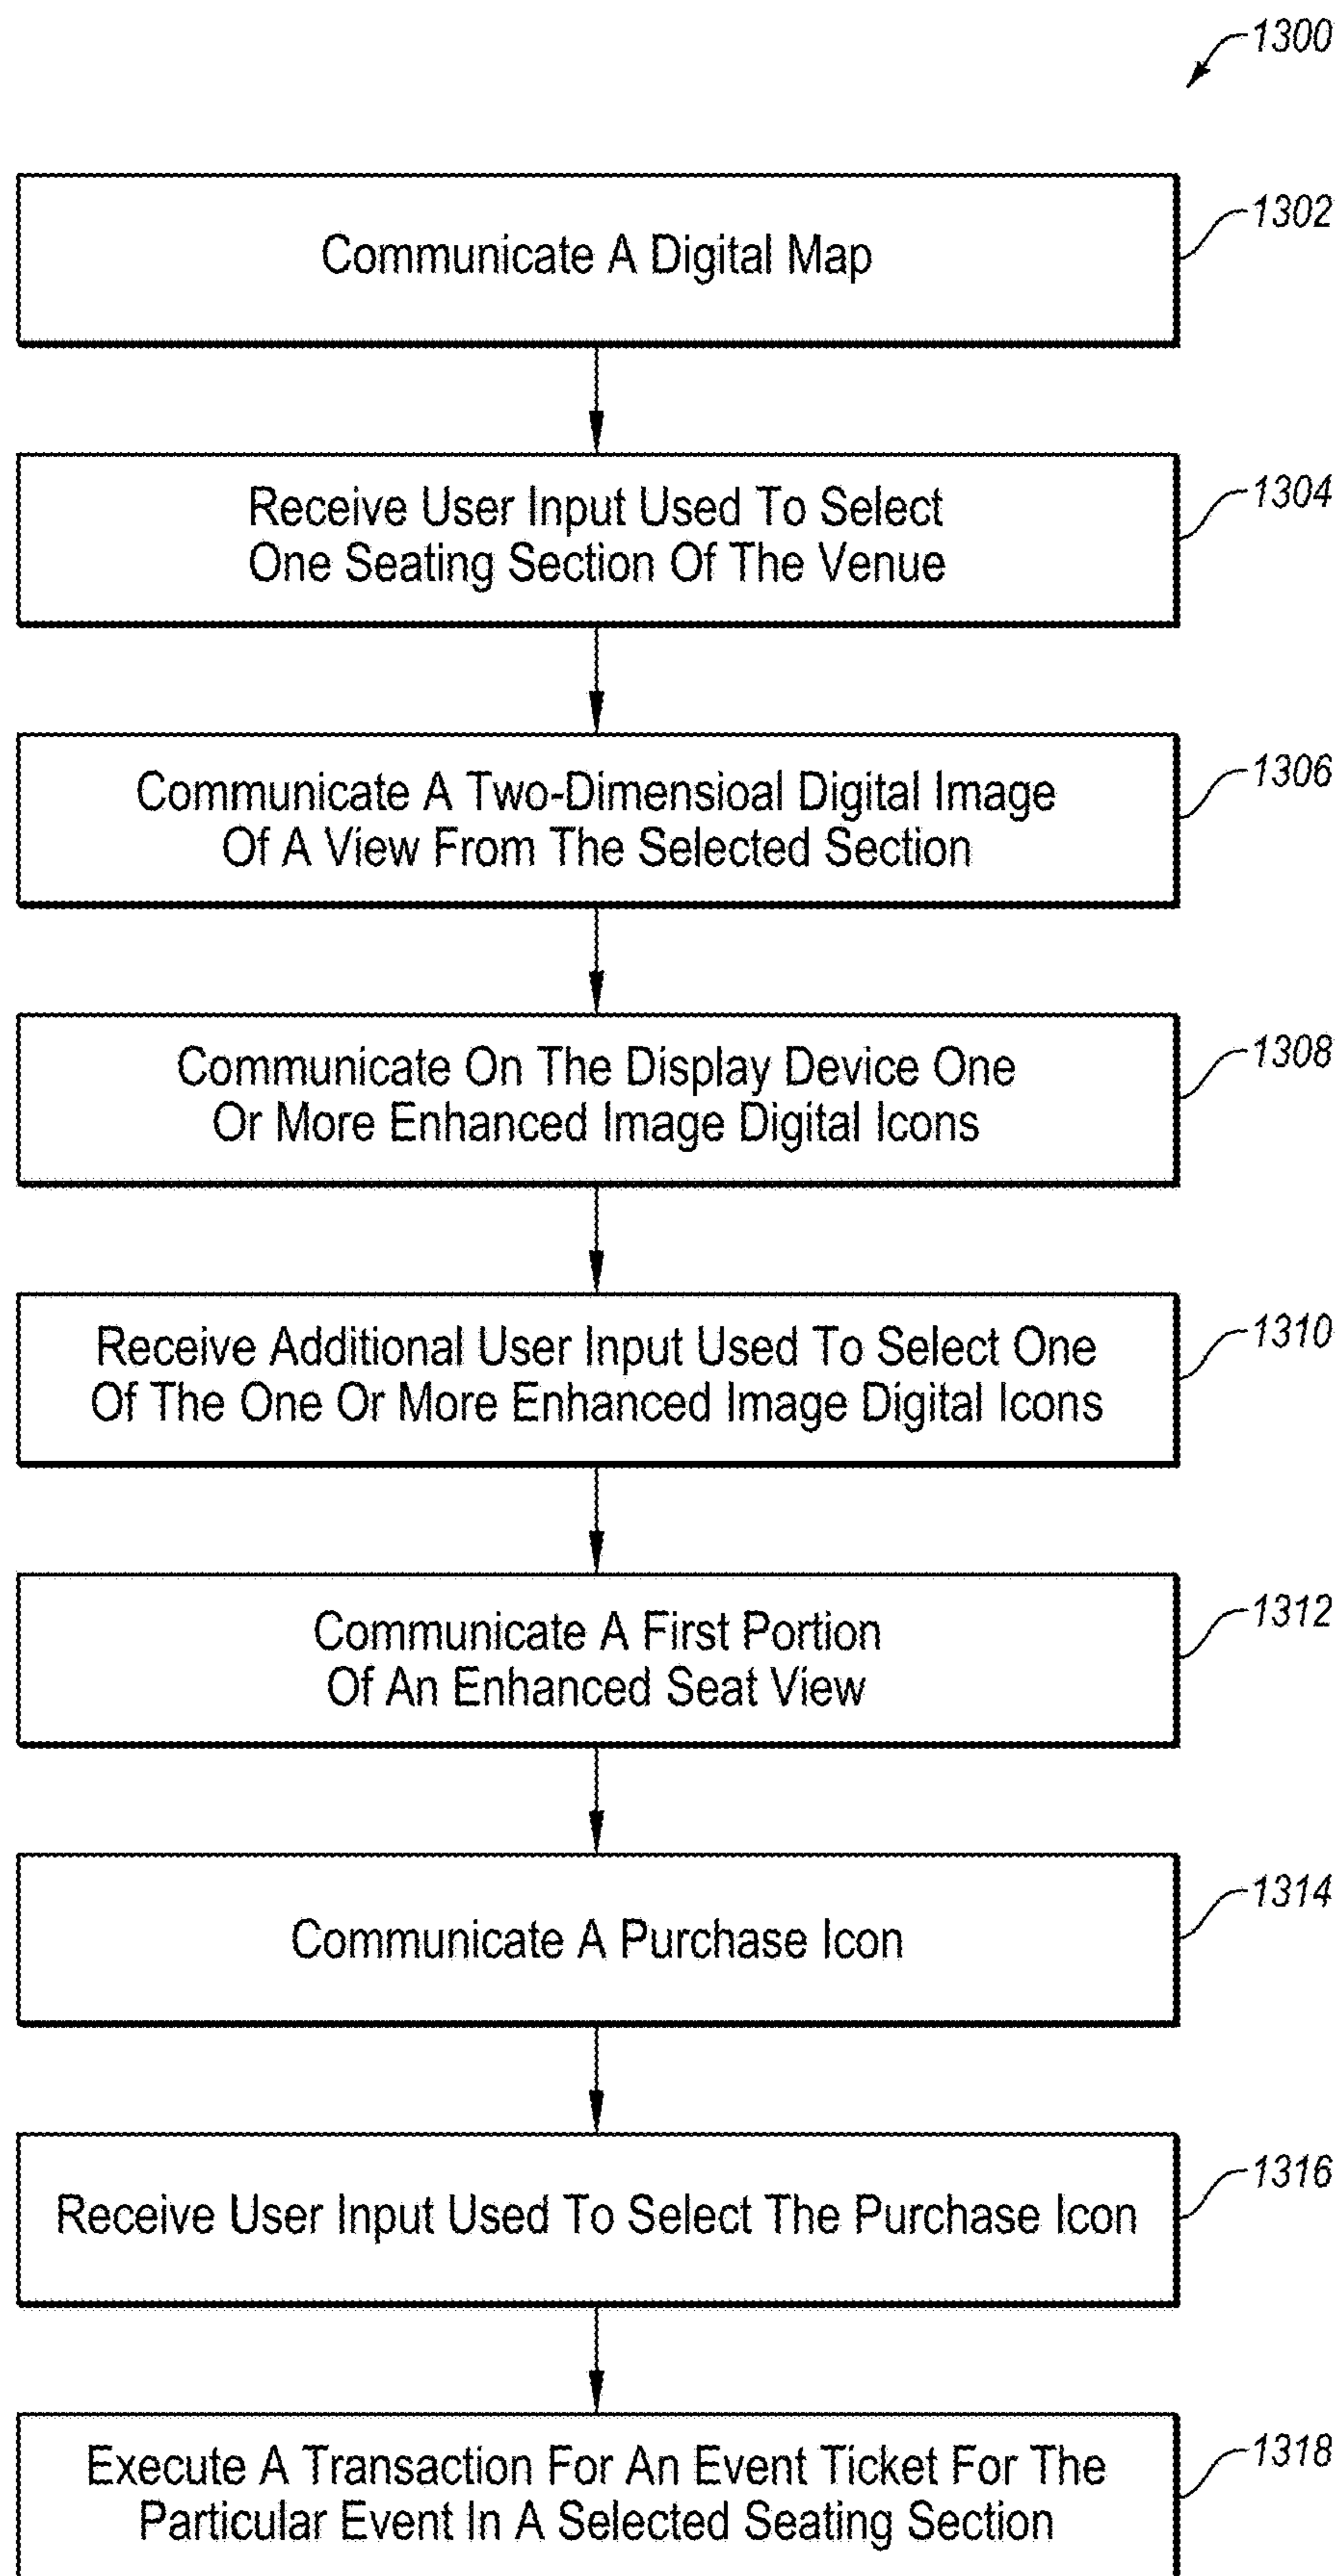 1300
Communicate A Digital Map
1302
Receive User Input Used To Select
One Seating Section Of The Venue
1304
Communicate A Two-Dimensioal Digital Image
Of A View From The Selected Section
1306
Communicate On The Display Device One
Or More Enhanced Image Digital Icons
1308
Receive Additional User Input Used To Select One
Of The One Or More Enhanced Image Digital Icons
1310
Communicate A First Portion
Of An Enhanced Seat View
1312
Communicate A Purchase Icon
1314
Receive User Input Used To Select The Purchase Icon
1316
Execute A Transaction For An Event Ticket For The
Particular Event In A Selected Seating Section
1318